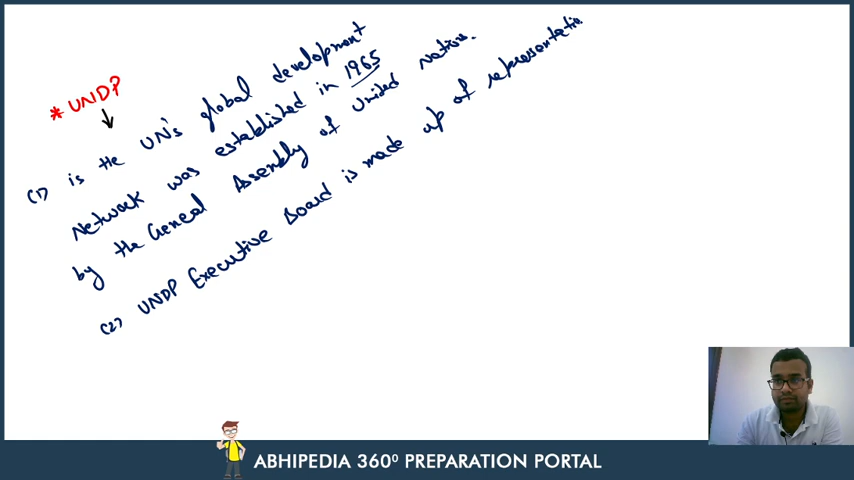 * UNDP
(1) is the UN's global development
Network was established in 1965
by the General Assembly of United Nations.
(2) UNDP Executive Board is made up of representatio
ABHIPEDIA 360° PREPARATION PORTAL